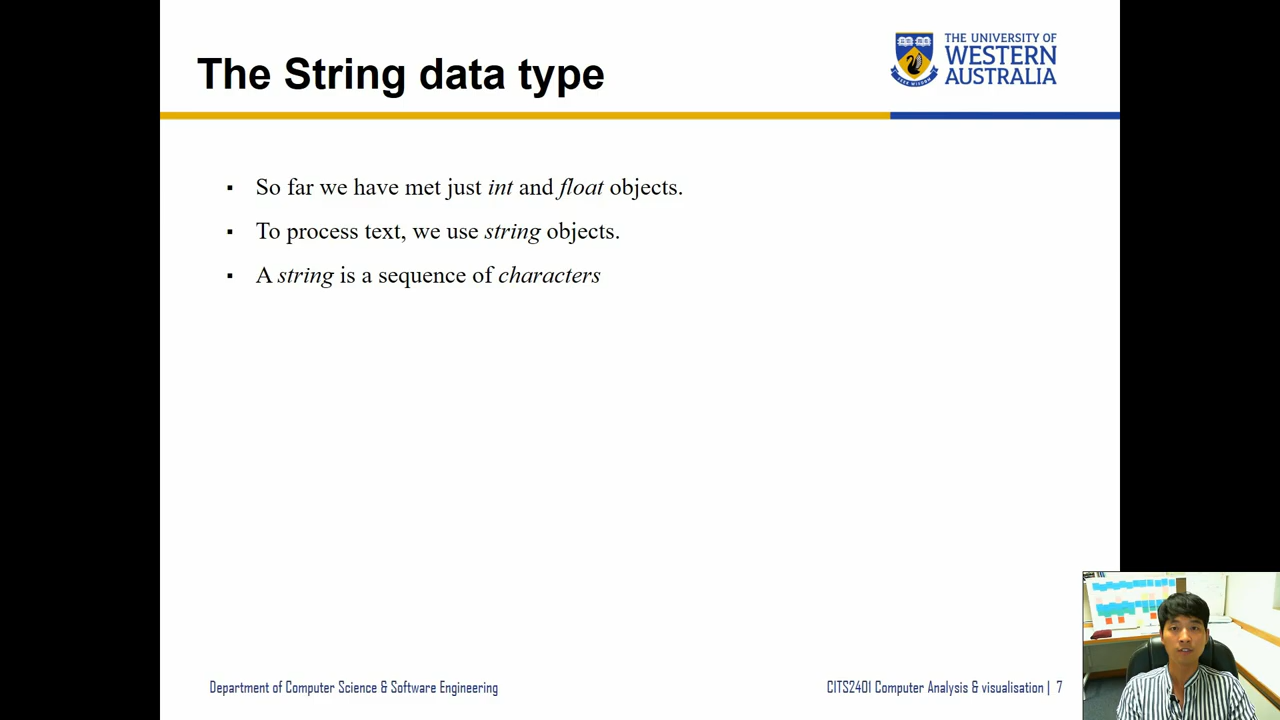 The String data type
THE UNIVERSITY OF
WESTERN
AUSTRALIA
▪ So far we have met just int and float objects.
▪ To process text, we use string objects.
▪ A string is a sequence of characters
Department of Computer Science & Software Engineering
CITS2401 Computer Analysis & visualisation | 7